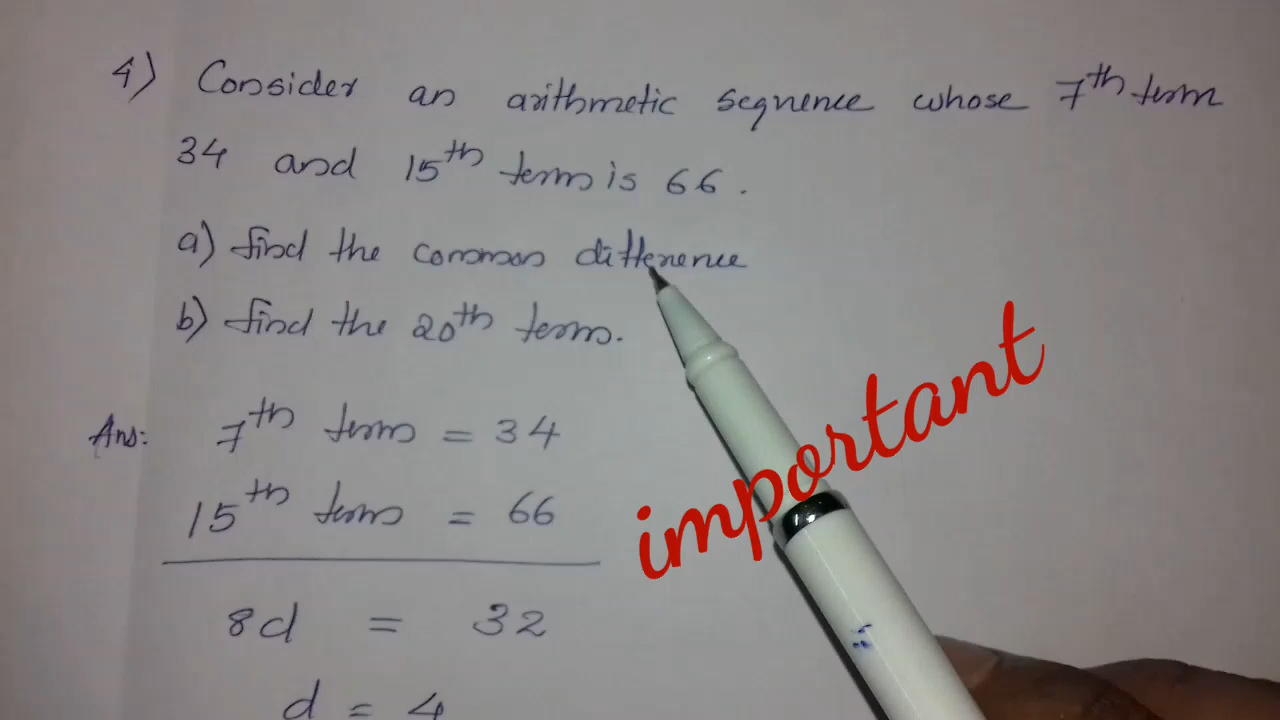 4) Consider an arithmetic sequence whose 7th term
34 and 15th term is 66.
a) find the common difference
b) find the 20th term.
Ans: 7th term = 34
15th term = 66
8d = 32
d = 4
important